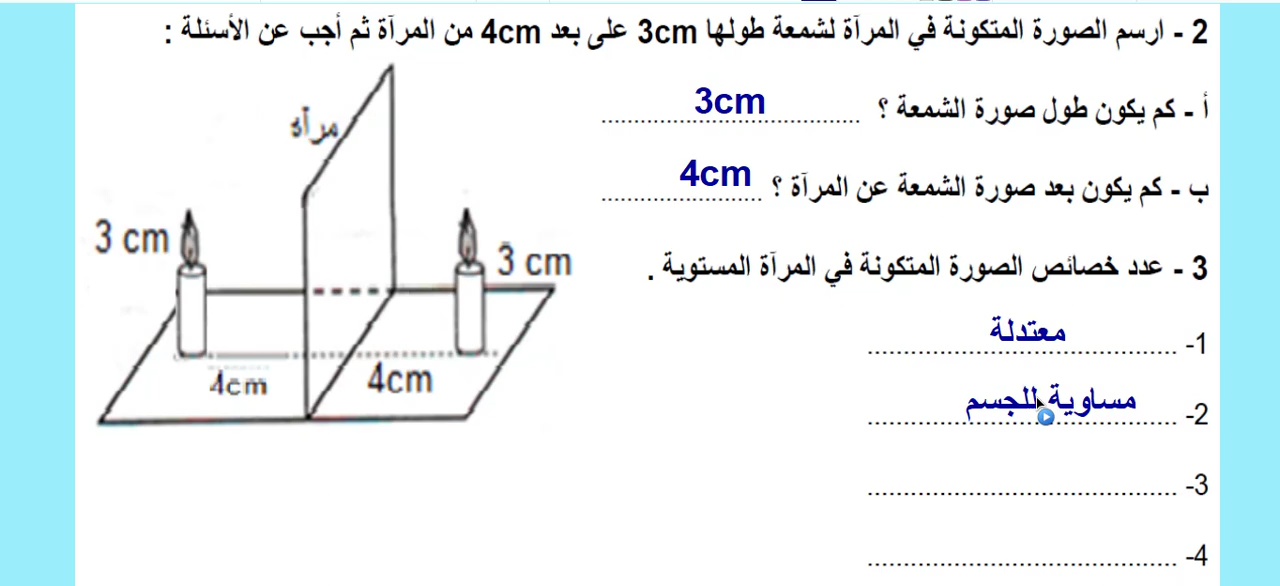 2 - ارسم الصورة المتكونة في المرآة لشمعة طولها 3cm على بعد 4cm من المرآة ثم أجب عن الأسئلة :
أ - كم يكون طول صورة الشمعة ؟ 3cm
ب - كم يكون بعد صورة الشمعة عن المرآة ؟ 4cm
3 - عدد خصائص الصورة المتكونة في المرآة المستوية .
1- معتدلة
2- مساوية للجسم
3-
4-
مرآة
3 cm
3 cm
4cm
4cm